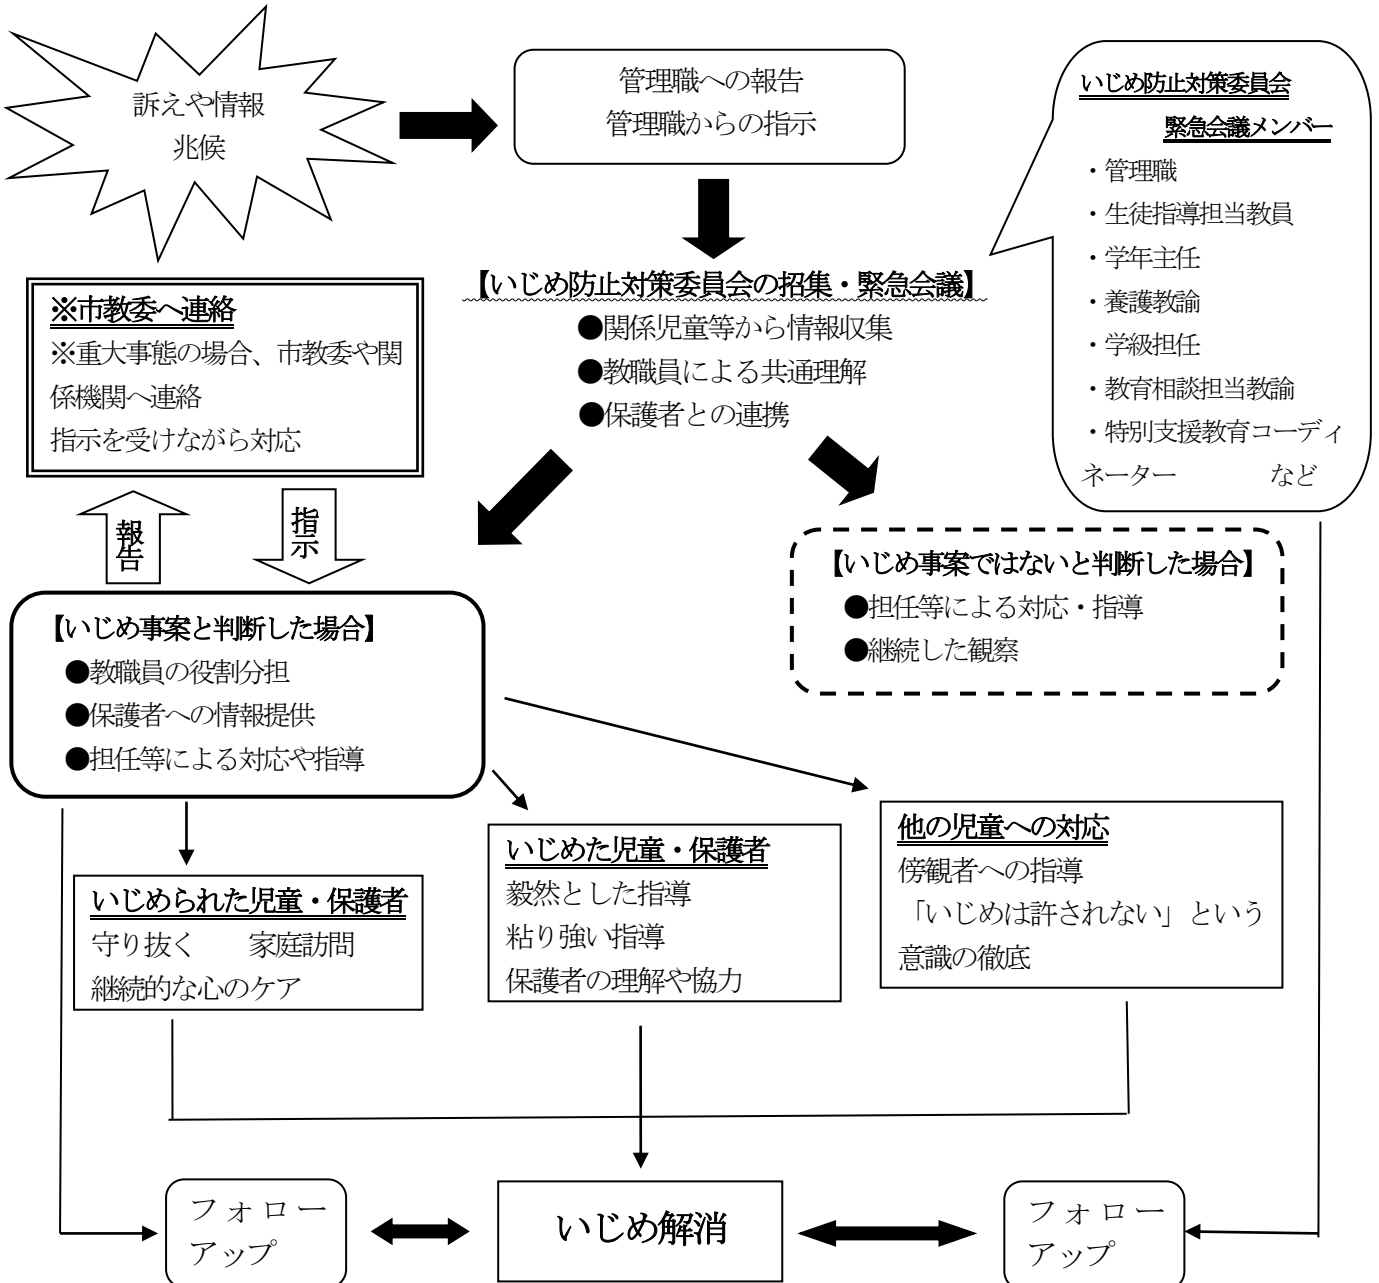 訴えや情報
兆候
管理職への報告
管理職からの指示
いじめ防止対策委員会
緊急会議メンバー
・管理職
・生徒指導担当教員
・学年主任
・養護教諭
・学級担任
・教育相談担当教諭
・特別支援教育コーディ
ネーター　　　　など
【いじめ防止対策委員会の招集・緊急会議】
●関係児童等から情報収集
●教職員による共通理解
●保護者との連携
※市教委へ連絡
※重大事態の場合、市教委や関
係機関へ連絡
指示を受けながら対応
報告
指示
【いじめ事案ではないと判断した場合】
●担任等による対応・指導
●継続した観察
【いじめ事案と判断した場合】
●教職員の役割分担
●保護者への情報提供
●担任等による対応や指導
いじめられた児童・保護者
守り抜く　　家庭訪問
継続的な心のケア
いじめた児童・保護者
毅然とした指導
粘り強い指導
保護者の理解や協力
他の児童への対応
傍観者への指導
「いじめは許されない」という
意識の徹底
フォロー
アップ
いじめ解消
フォロー
アップ